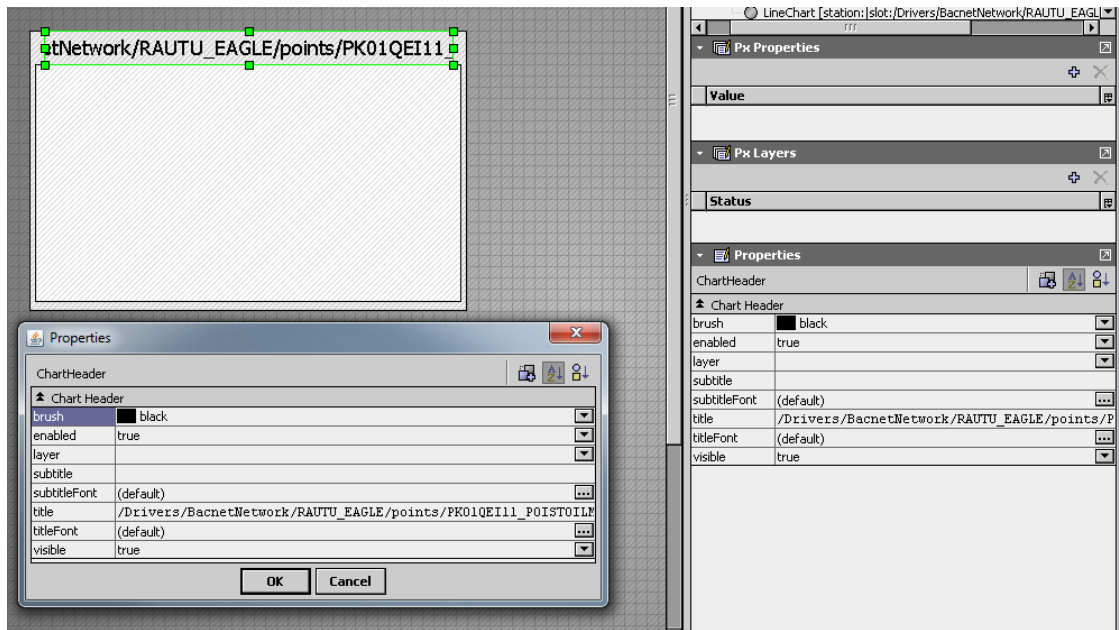 LineChart [station:|slot:/Drivers/BacnetNetwork/RAUTU_EAGL
etNetwork/RAUTU_EAGLE/points/PK01QEI11_
Px Properties
Value
Px Layers
Status
Properties
ChartHeader
Chart Header
brush black
enabled true
layer
subtitle
subtitleFont (default)
title /Drivers/BacnetNetwork/RAUTU_EAGLE/points/P
titleFont (default)
visible true
Properties
ChartHeader
Chart Header
brush black
enabled true
layer
subtitle
subtitleFont (default)
title /Drivers/BacnetNetwork/RAUTU_EAGLE/points/PK01QEI11_POISTOILM
titleFont (default)
visible true
OK Cancel